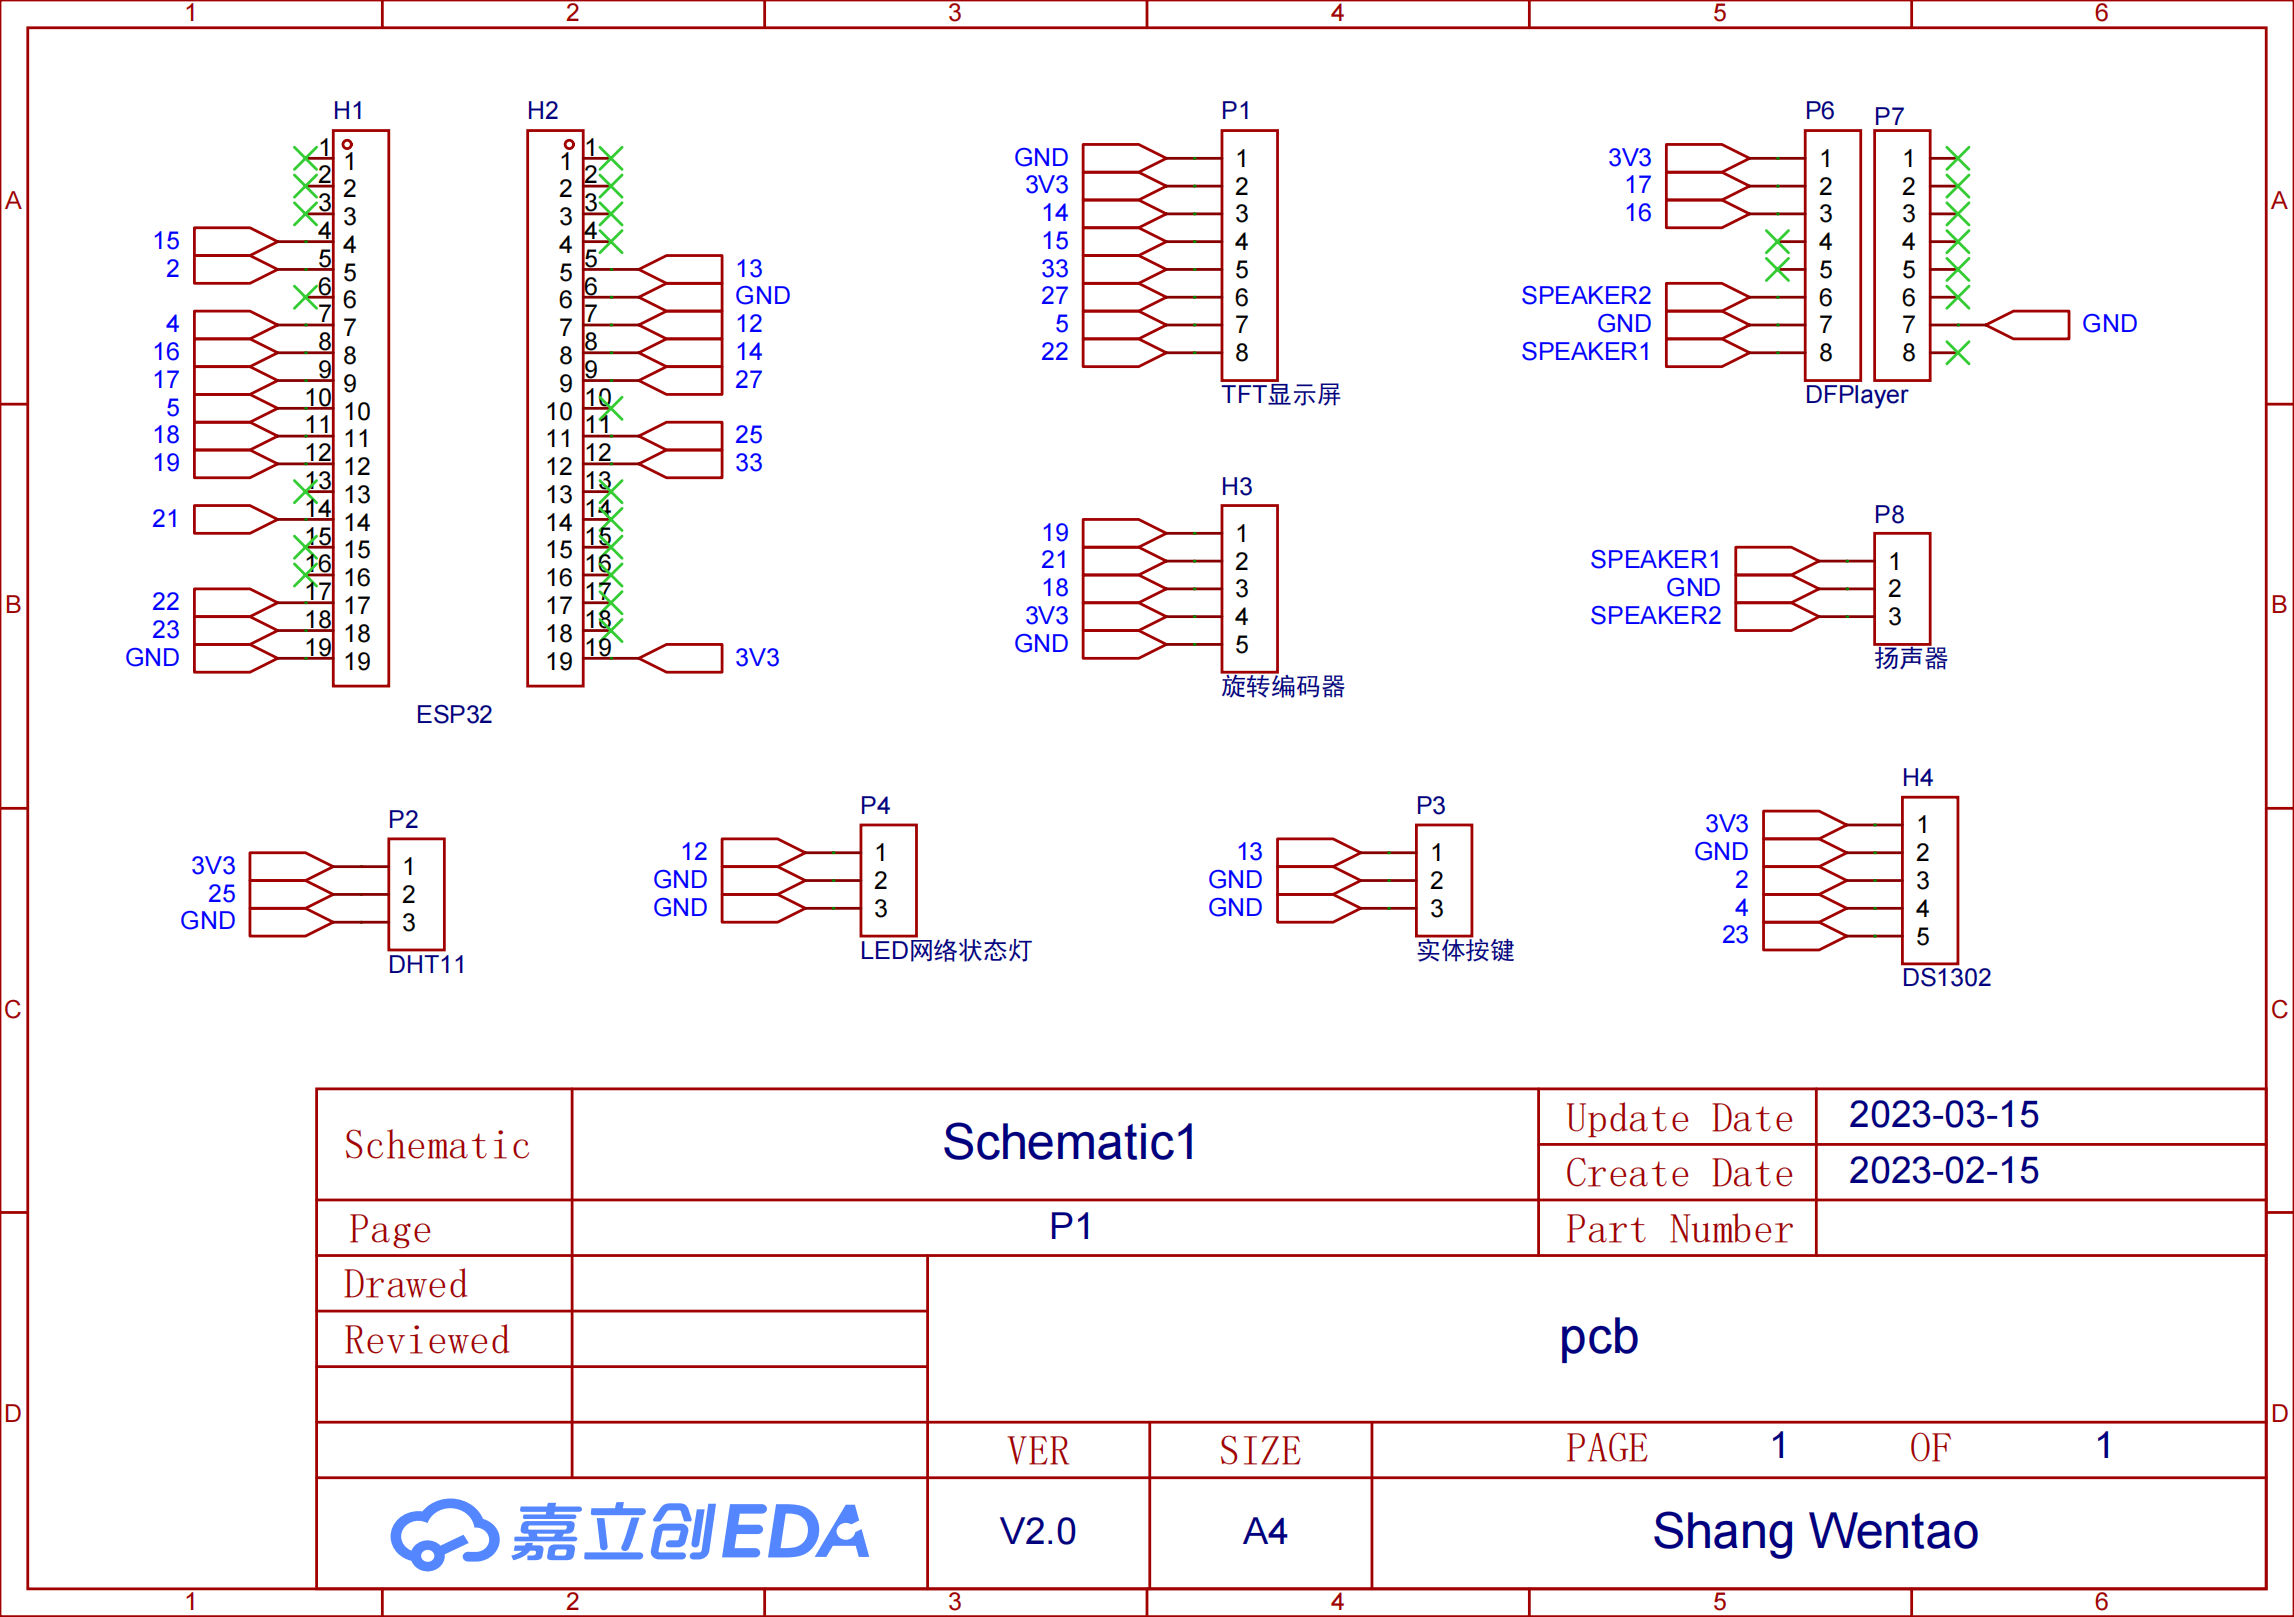 1 2 3 4 5 6
A A
B B
C C
D D
H1
1 1
2 2
3 3
15 4 4
2 5 5
6 6
4 7 7
16 8 8
17 9 9
5 10 10
18 11 11
19 12 12
13 13
21 14 14
15 15
16 16
22 17 17
23 18 18
GND 19 19
H2
1 1
2 2
3 3
4 4
5 5 13
6 6 GND
7 7 12
8 8 14
9 9 27
10 10
11 11 25
12 12 33
13 13
14 14
15 15
16 16
17 17
18 18
19 19 3V3
ESP32
P1
GND 1
3V3 2
14 3
15 4
33 5
27 6
5 7
22 8
TFT显示屏
P6
3V3 1
17 2
16 3
4
5
SPEAKER2 6
GND 7
SPEAKER1 8
DFPlayer
P7
1
2
3
4
5
6
7 GND
8
H3
19 1
21 2
18 3
3V3 4
GND 5
旋转编码器
P8
SPEAKER1 1
GND 2
SPEAKER2 3
扬声器
P2
3V3 1
25 2
GND 3
DHT11
P4
12 1
GND 2
GND 3
LED网络状态灯
P3
13 1
GND 2
GND 3
实体按键
H4
3V3 1
GND 2
2 3
4 4
23 5
DS1302
Schematic Schematic1
Update Date 2023-03-15
Create Date 2023-02-15
Page P1 Part Number
Drawed
Reviewed
pcb
VER SIZE PAGE 1 OF 1
嘉立创EDA V2.0 A4 Shang Wentao
1 2 3 4 5 6